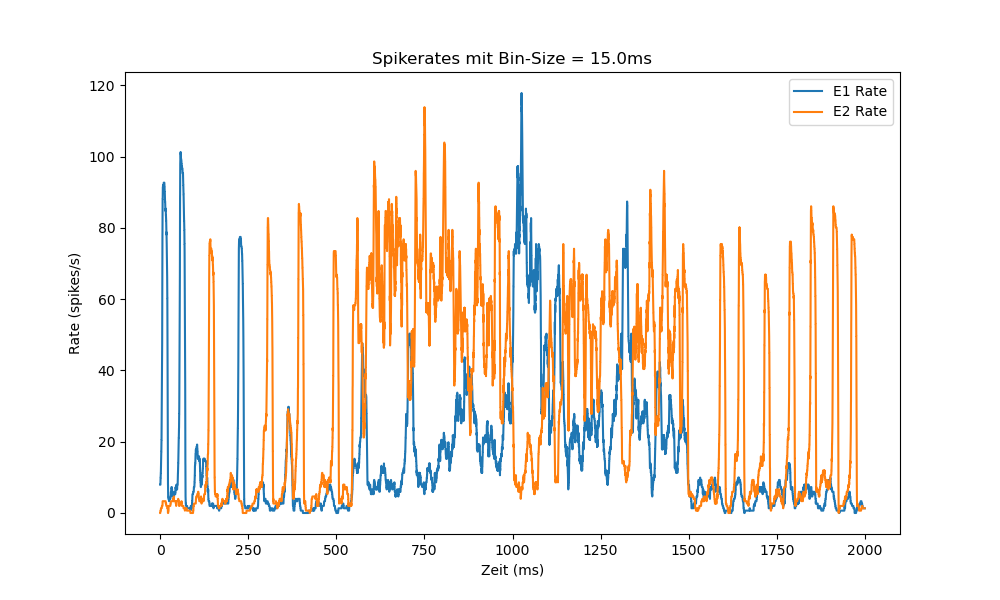 Spikerates mit Bin-Size = 15.0ms
E1 Rate
E2 Rate
120
100
80
60
40
20
0
Rate (spikes/s)
0 250 500 750 1000 1250 1500 1750 2000
Zeit (ms)